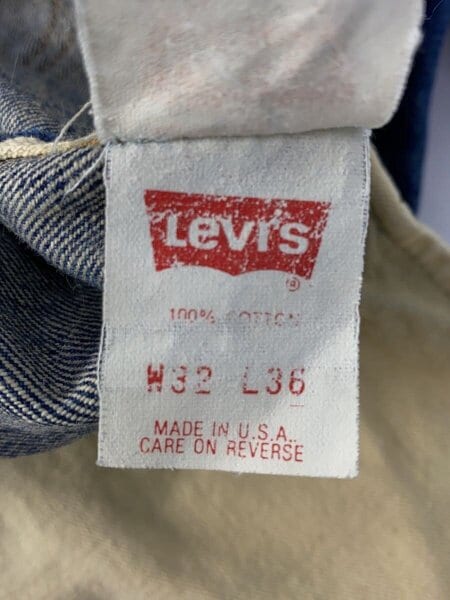 Levi's
®
100% COTTON
W32 L36
MADE IN U.S.A.
CARE ON REVERSE